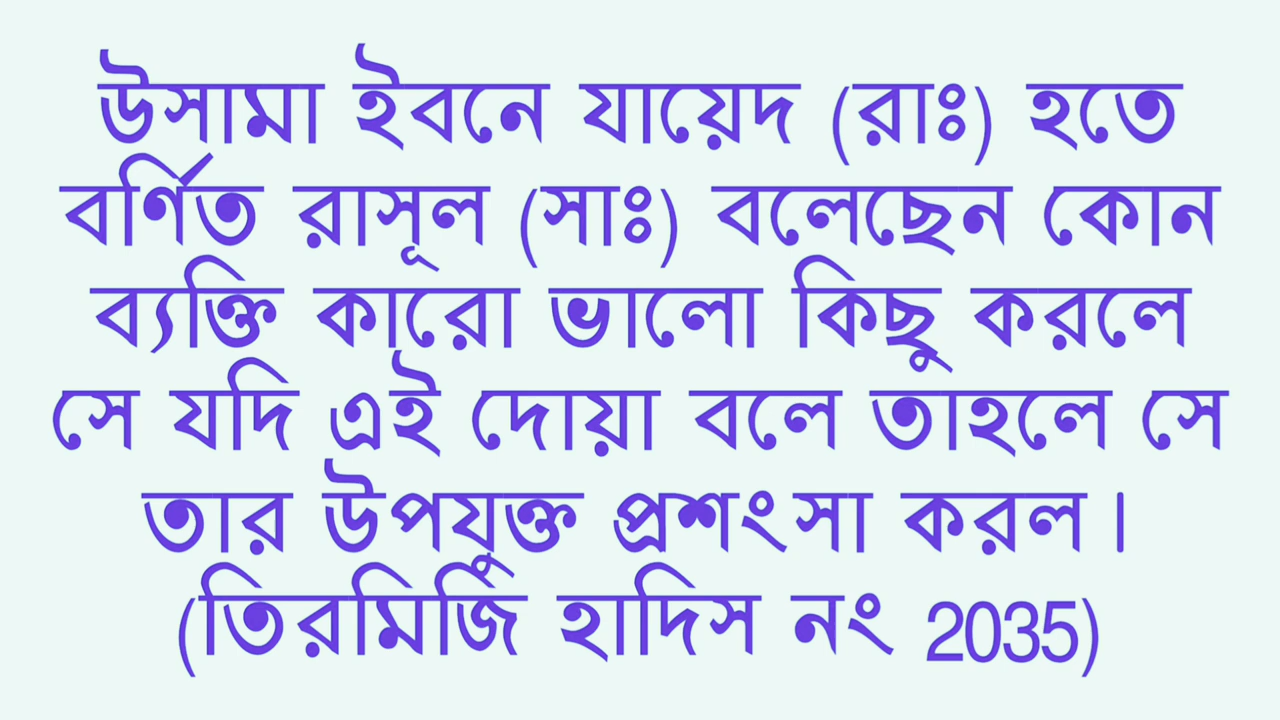 উসামা ইবনে যায়েদ (রাঃ) হতে
বর্ণিত রাসূল (সাঃ) বলেছেন কোন
ব্যক্তি কারো ভালো কিছু করলে
সে যদি এই দোয়া বলে তাহলে সে
তার উপযুক্ত প্রশংসা করল।
(তিরমিজি হাদিস নং 2035)